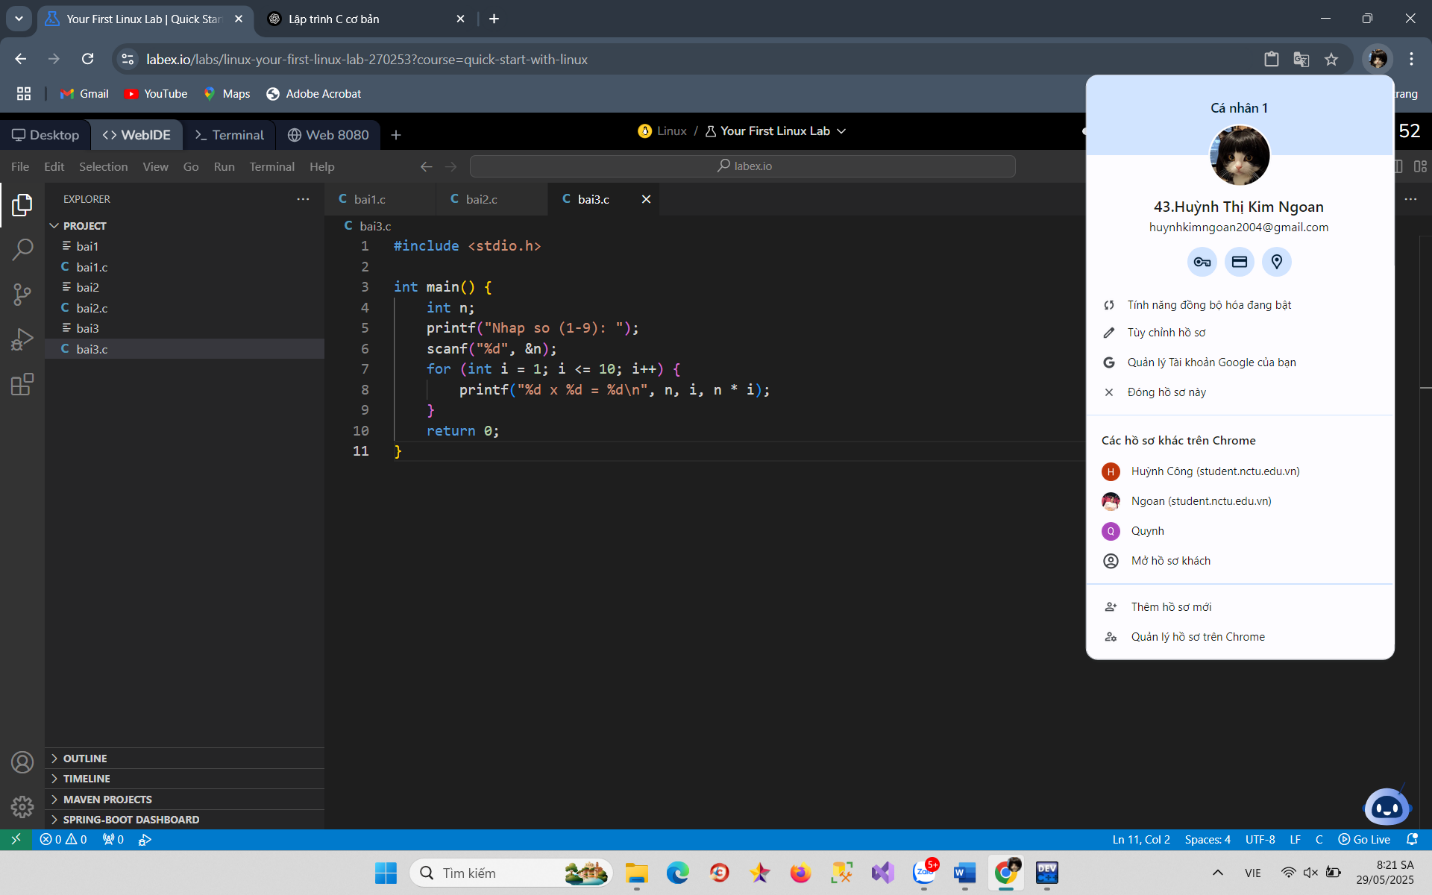 Your First Linux Lab | Quick Star
Lập trình C cơ bản
labex.io/labs/linux-your-first-linux-lab-270253?course=quick-start-with-linux
Gmail
YouTube
Maps
Adobe Acrobat
trang
Desktop
WebIDE
Terminal
Web 8080
Linux / Your First Linux Lab
52
File Edit Selection View Go Run Terminal Help
labex.io
EXPLORER
PROJECT
bai1
C bai1.c
bai2
C bai2.c
bai3
C bai3.c
OUTLINE
TIMELINE
MAVEN PROJECTS
SPRING-BOOT DASHBOARD
C bai1.c
C bai2.c
C bai3.c
C bai3.c
1 #include <stdio.h>
2
3 int main() {
4 int n;
5 printf("Nhap so (1-9): ");
6 scanf("%d", &n);
7 for (int i = 1; i <= 10; i++) {
8 printf("%d x %d = %d\n", n, i, n * i);
9 }
10 return 0;
11 }
Cá nhân 1
43.Huỳnh Thị Kim Ngoan
huynhkimngoan2004@gmail.com
Tính năng đồng bộ hóa đang bật
Tùy chỉnh hồ sơ
G Quản lý Tài khoản Google của bạn
Đóng hồ sơ này
Các hồ sơ khác trên Chrome
H Huỳnh Công (student.nctu.edu.vn)
Ngoan (student.nctu.edu.vn)
Q Quynh
Mở hồ sơ khách
Thêm hồ sơ mới
Quản lý hồ sơ trên Chrome
0 0 0
Ln 11, Col 2 Spaces: 4 UTF-8 LF C Go Live
Tìm kiếm
Zalo
5+
W
DEV
VIE
8:21 SA
29/05/2025